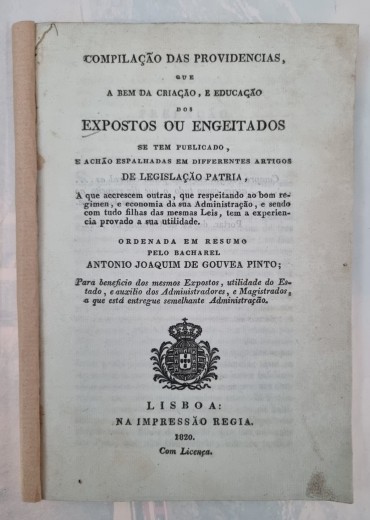 COMPILAÇÃO DAS PROVIDENCIAS,
QUE
A BEM DA CRIAÇÃO, E EDUCAÇÃO
DOS
EXPOSTOS OU ENGEITADOS
SE TEM PUBLICADO,
E ACHÃO ESPALHADAS EM DIFFERENTES ARTIGOS
DE LEGISLAÇÃO PATRIA,
A que accrescem outras, que respeitando ao bom re-
gimen, e economia da sua Administração, e sendo
com tudo filhas das mesmas Leis, tem a experien-
cia provado a sua utilidade.
ORDENADA EM RESUMO
PELO BACHAREL
ANTONIO JOAQUIM DE GOUVEA PINTO;
Para beneficio dos mesmos Expostos, utilidade do Es-
tado, e auxilio dos Administradores, e Magistrados,
a que está entregue semelhante Administração.
LISBOA:
NA IMPRESSÃO REGIA.
1820.
Com Licença.